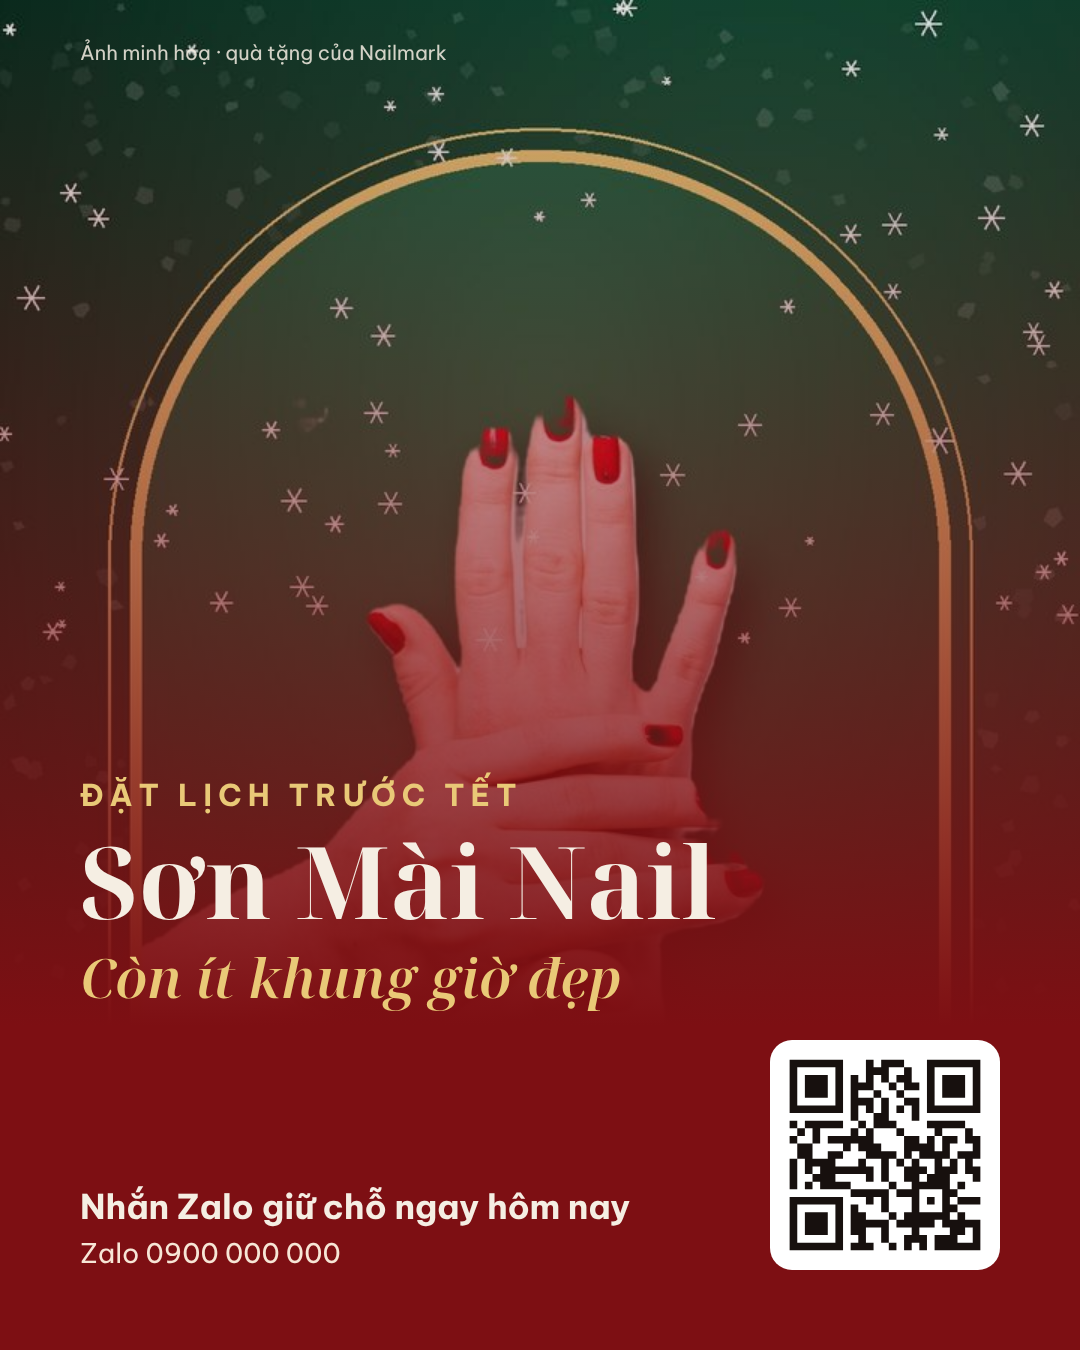 Ảnh minh họa · quà tặng của Nailmark
ĐẶT LỊCH TRƯỚC TẾT
Sơn Mài Nail
Còn ít khung giờ đẹp
Nhắn Zalo giữ chỗ ngay hôm nay
Zalo 0900 000 000